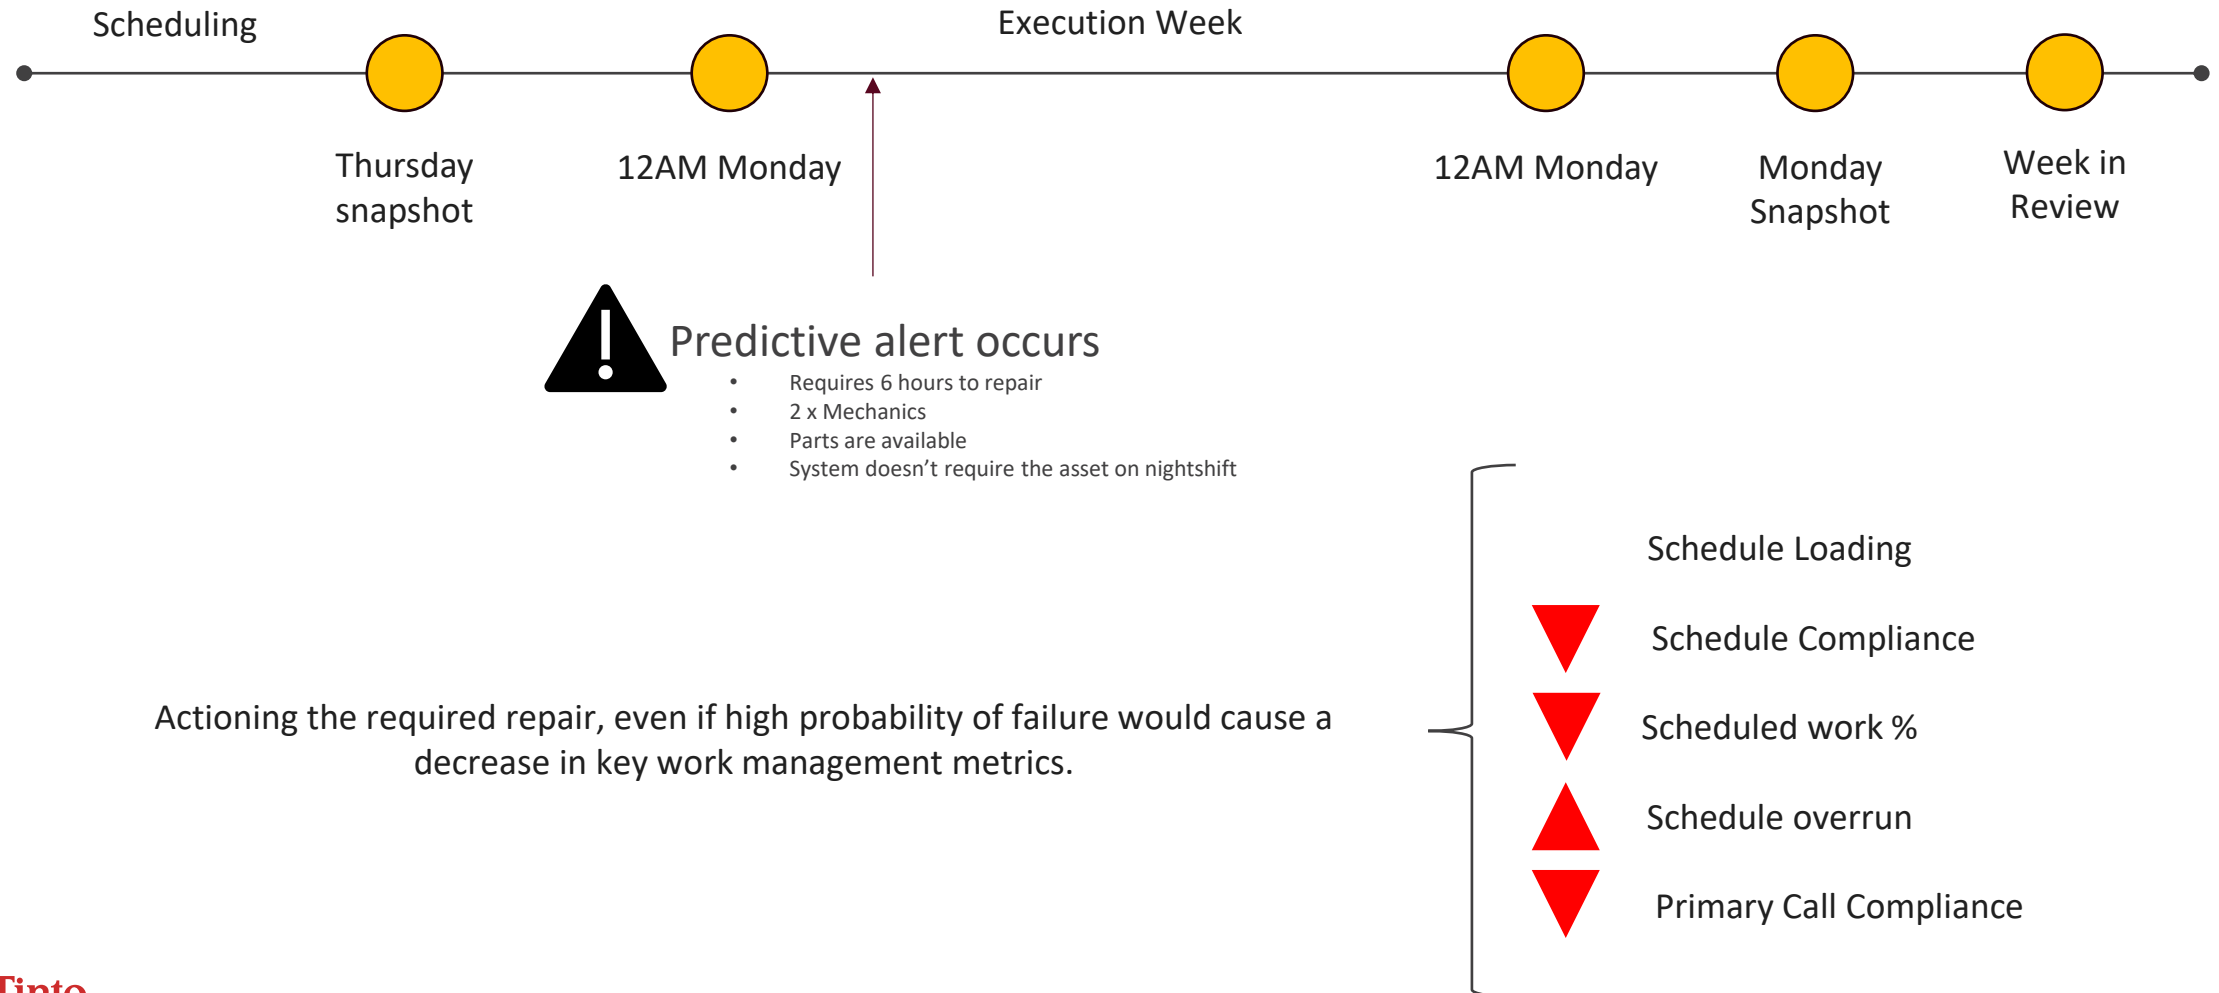 Scheduling
Execution Week
Thursday
snapshot
12AM Monday
12AM Monday
Monday
Snapshot
Week in
Review
Predictive alert occurs
• Requires 6 hours to repair
• 2 x Mechanics
• Parts are available
• System doesn’t require the asset on nightshift
Schedule Loading
Schedule Compliance
Scheduled work %
Schedule overrun
Primary Call Compliance
Actioning the required repair, even if high probability of failure would cause a
decrease in key work management metrics.
Tinto